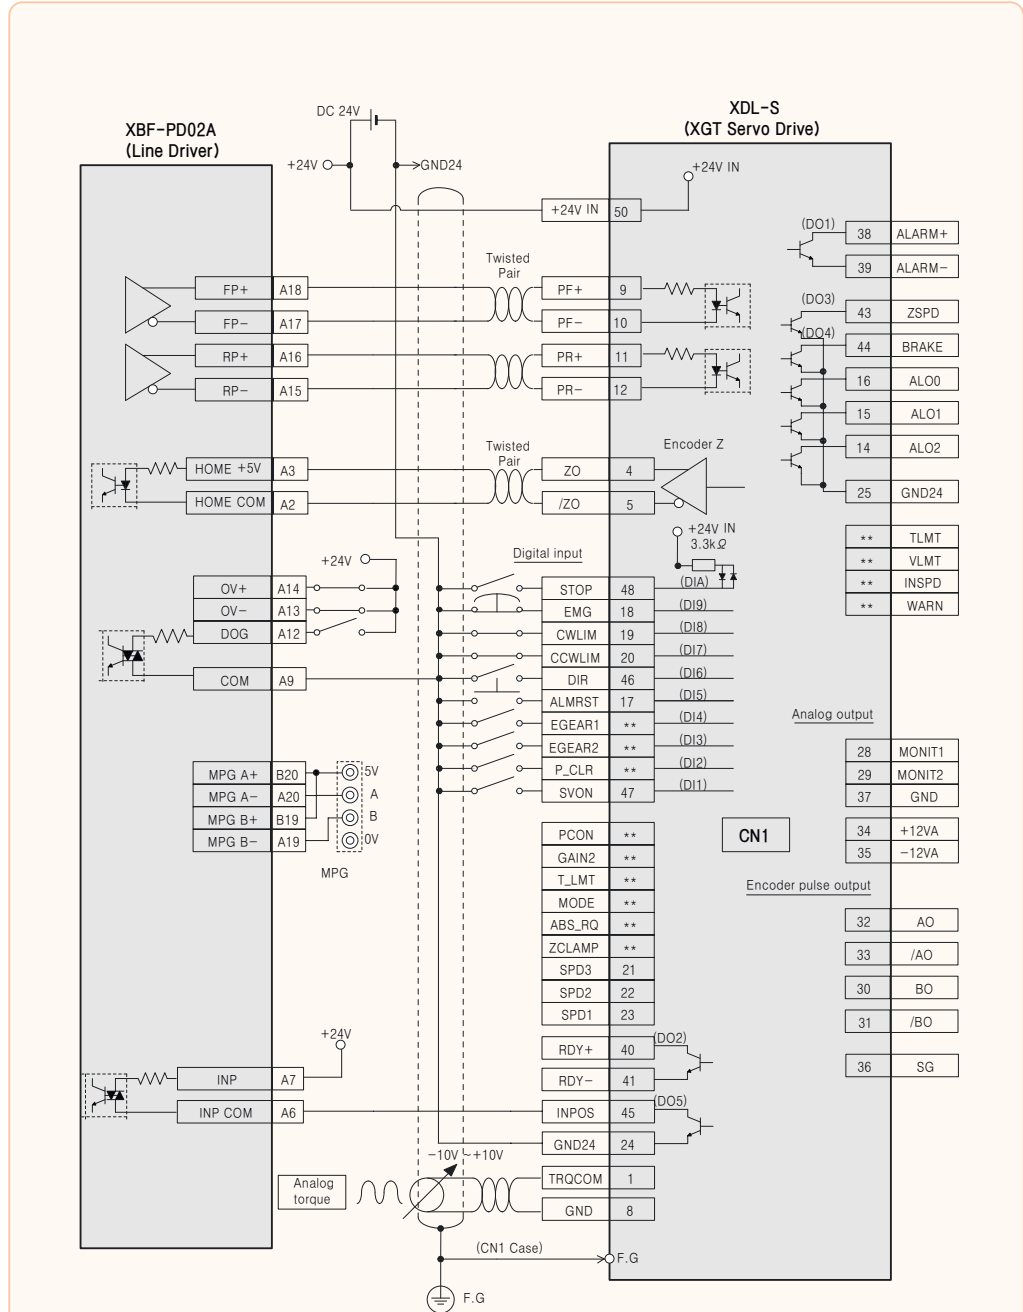 XBF-PD02A
(Line Driver)
DC 24V
+24V
GND24
XDL-S
(XGT Servo Drive)
+24V IN
+24V IN 50
(DO1)
38 ALARM+
39 ALARM-
Twisted
Pair
FP+ A18
PF+ 9
FP- A17
PF- 10
(DO3)
43 ZSPD
(DO4)
44 BRAKE
RP+ A16
PR+ 11
RP- A15
PR- 12
16 ALO0
15 ALO1
14 ALO2
25 GND24
Twisted
Pair
HOME +5V A3
ZO 4
HOME COM A2
/ZO 5
Encoder Z
+24V IN
3.3kΩ
** TLMT
** VLMT
** INSPD
** WARN
+24V
Digital input
OV+ A14
OV- A13
DOG A12
COM A9
STOP 48 (DIA)
EMG 18 (DI9)
CWLIM 19 (DI8)
CCWLIM 20 (DI7)
DIR 46 (DI6)
ALMRST 17 (DI5)
EGEAR1 ** (DI4)
EGEAR2 ** (DI3)
P_CLR ** (DI2)
SVON 47 (DI1)
Analog output
28 MONIT1
29 MONIT2
37 GND
34 +12VA
35 -12VA
MPG A+ B20 5V
MPG A- A20 A
MPG B+ B19 B
MPG B- A19 0V
MPG
PCON **
GAIN2 **
T_LMT **
MODE **
ABS_RQ **
ZCLAMP **
SPD3 21
SPD2 22
SPD1 23
CN1
Encoder pulse output
32 AO
33 /AO
30 BO
31 /BO
36 SG
+24V
INP A7
INP COM A6
RDY+ 40 (DO2)
RDY- 41
INPOS 45 (DO5)
GND24 24
-10V ~+10V
Analog
torque
TRQCOM 1
GND 8
(CN1 Case)
F.G
F.G